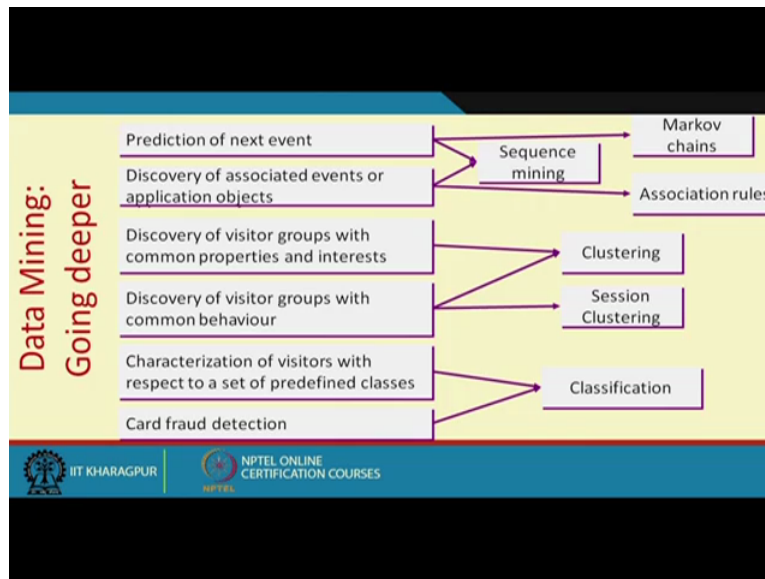 Data Mining:
Going deeper
Prediction of next event
Discovery of associated events or
application objects
Discovery of visitor groups with
common properties and interests
Discovery of visitor groups with
common behaviour
Characterization of visitors with
respect to a set of predefined classes
Card fraud detection
Sequence
mining
Markov
chains
Association rules
Clustering
Session
Clustering
Classification
IIT KHARAGPUR
NPTEL
NPTEL ONLINE
CERTIFICATION COURSES